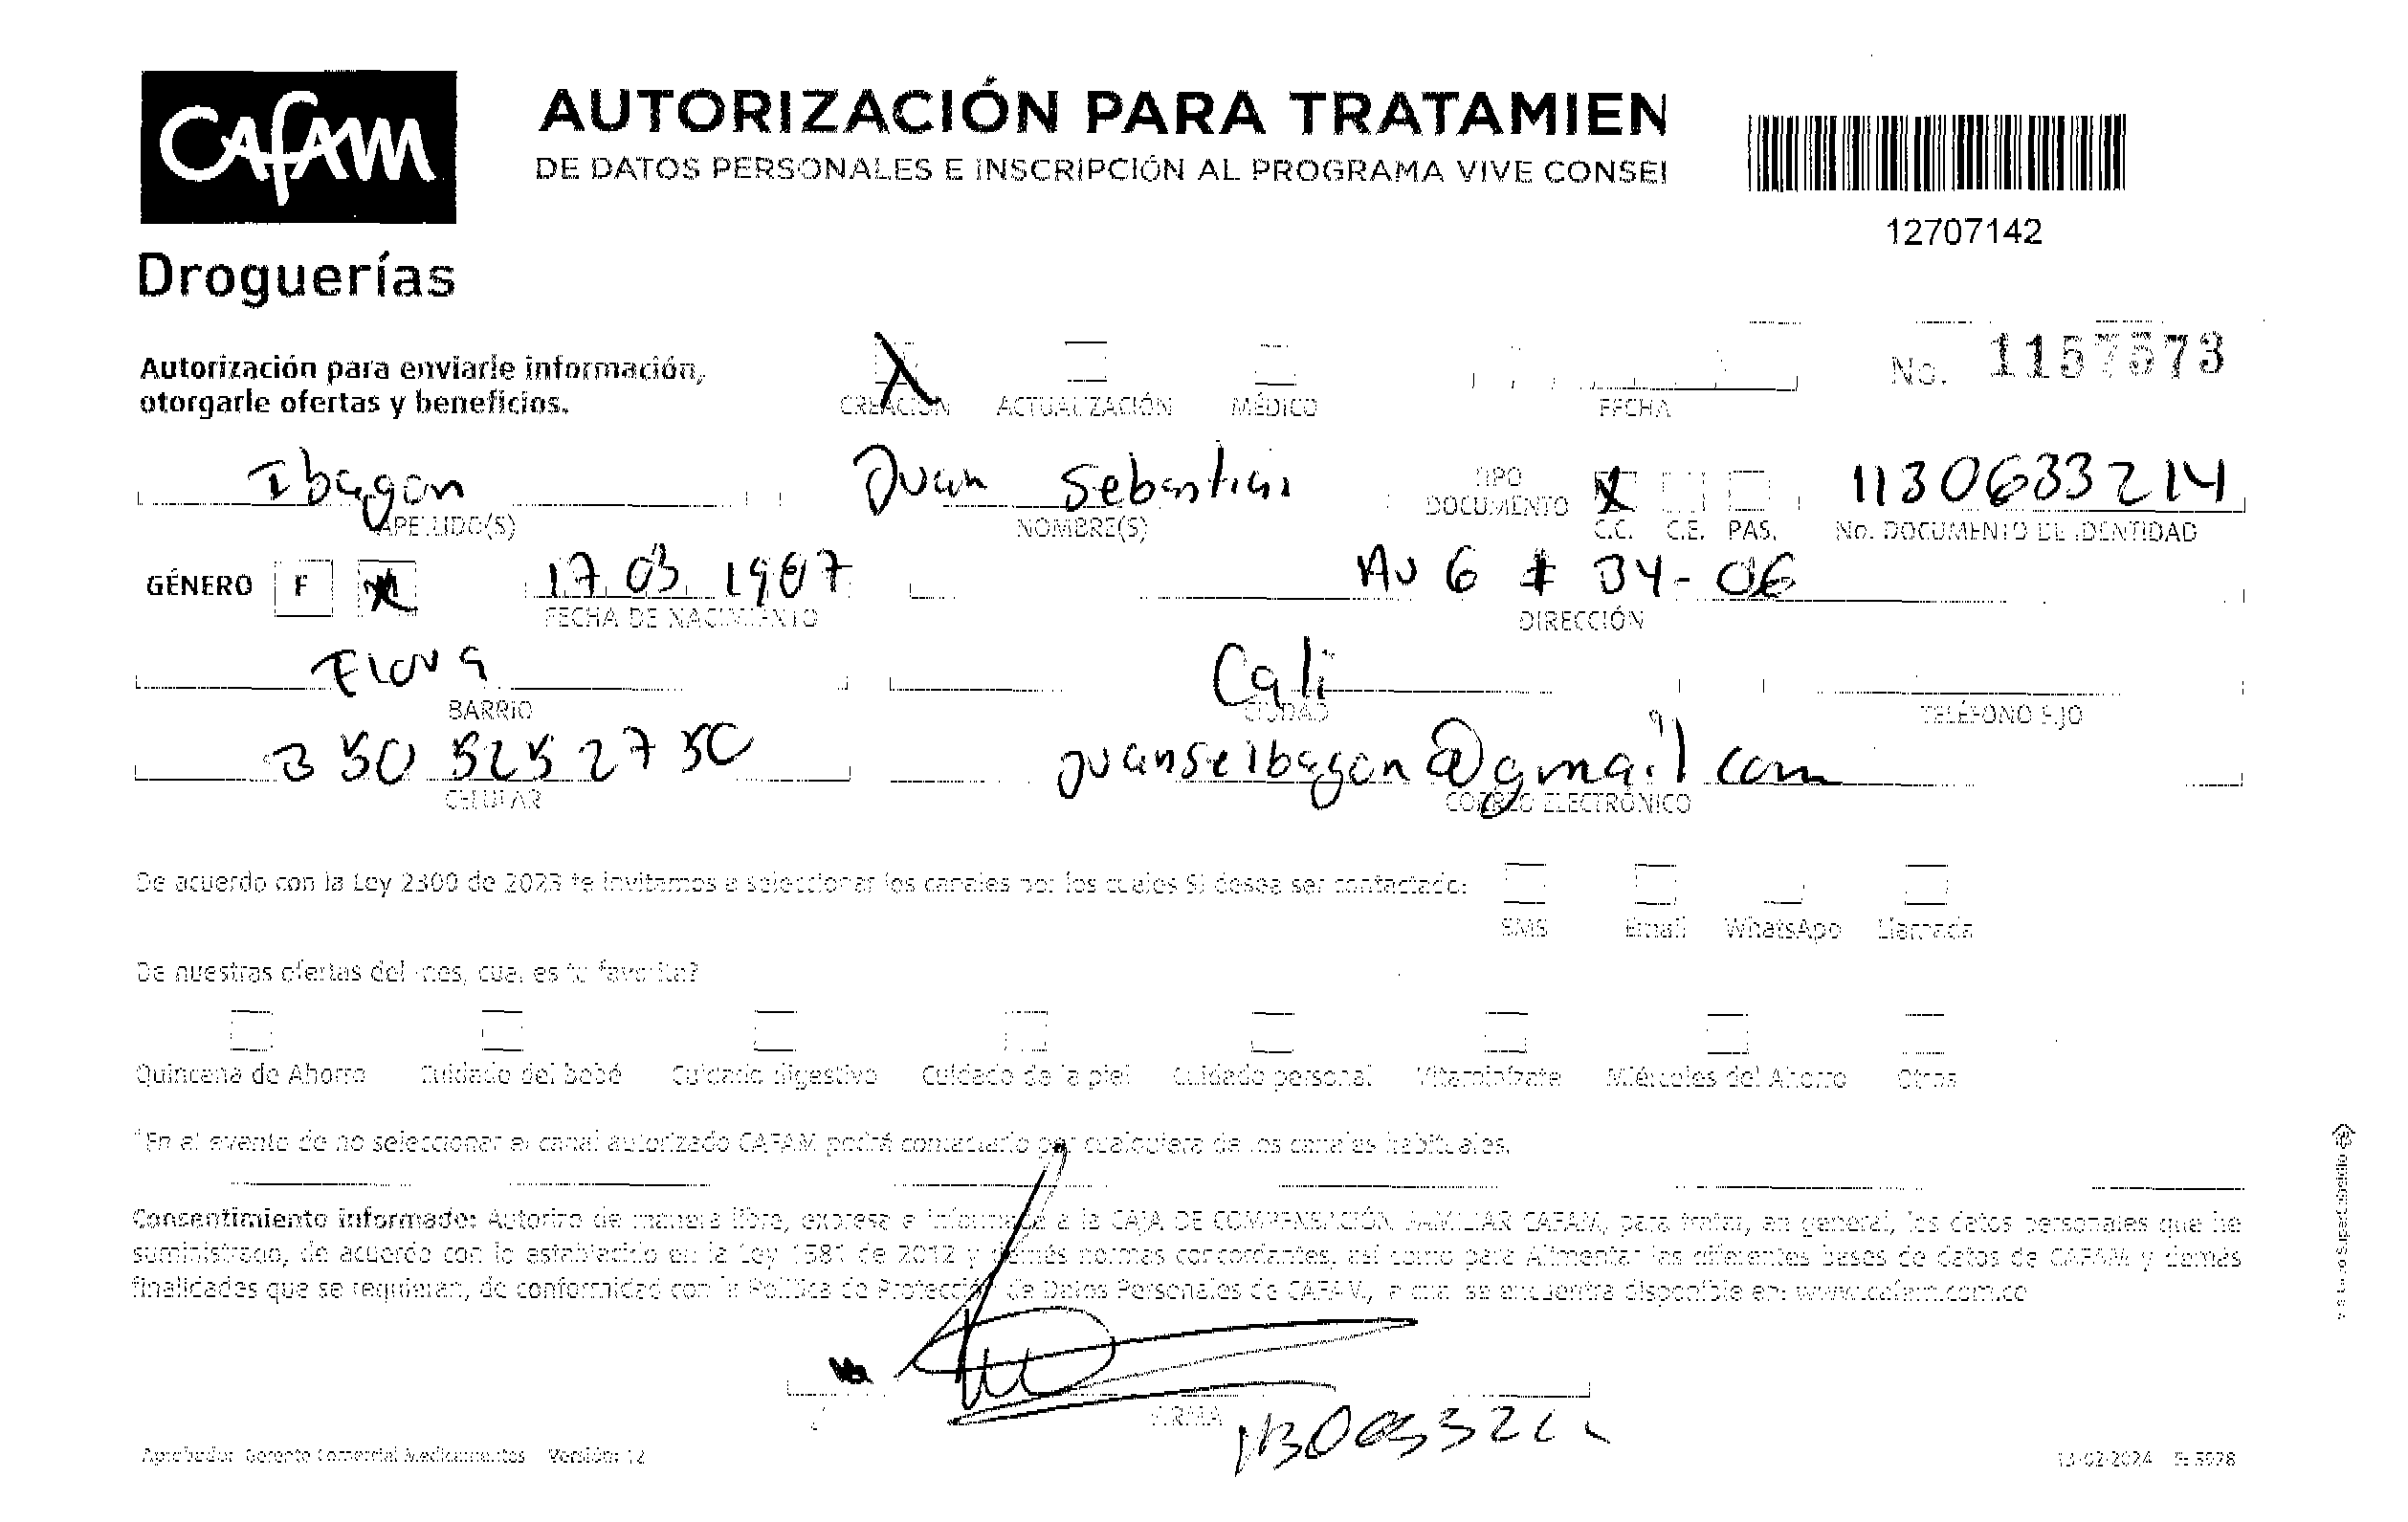 CAFAM
Droguerías
AUTORIZACIÓN PARA TRATAMIEN
DE DATOS PERSONALES E INSCRIPCIÓN AL PROGRAMA VIVE CONSEI
12707142
Autorización para enviarle información,
otorgarle ofertas y beneficios.
CREACIÓN ACTUALIZACIÓN MÉDICO FECHA
No. 1157573
Ibagon Juan Sebastian 1130633214
APELLIDO(S) NOMBRE(S) TIPO DOCUMENTO C.C. C.E. PAS. No. DOCUMENTO DE IDENTIDAD
GÉNERO F M 17 03 1987 Av 6 # 34-06
FECHA DE NACIMIENTO DIRECCIÓN
Flora Cali
BARRIO CIUDAD TELÉFONO FIJO
350 525 2750 juanseibagon@gmail com
CELULAR CORREO ELECTRÓNICO
De acuerdo con la Ley 2300 de 2023 te invitamos a seleccionar los canales por los cuales Si desea ser contactado:
SMS Email WhatsApp Llamada
De nuestras ofertas del mes, cual es tu favorita?
Quincena de Ahorro Cuidado del bebé Cuidado digestivo Cuidado de la piel Cuidado personal Vitaminízate Miércoles del Ahorro Otros
*En el evento de no seleccionar el canal autorizado CAFAM podrá contactarlo por cualquiera de los canales habituales.
Consentimiento informado: Autorizo de manera libre, expresa e informada a la CAJA DE COMPENSACIÓN FAMILIAR CAFAM, para tratar, en general, los datos personales que he
suministrado, de acuerdo con lo establecido en la Ley 1581 de 2012 y demás normas concordantes, así como para Alimentar las diferentes bases de datos de CAFAM y demás
finalidades que se requieran, de conformidad con la Política de Protección de Datos Personales de CAFAM, la cual se encuentra disponible en: www.cafam.com.co
FIRMA
Aprobador: Gerente Comercial Medicamentos Versión: 12
13-02-2024